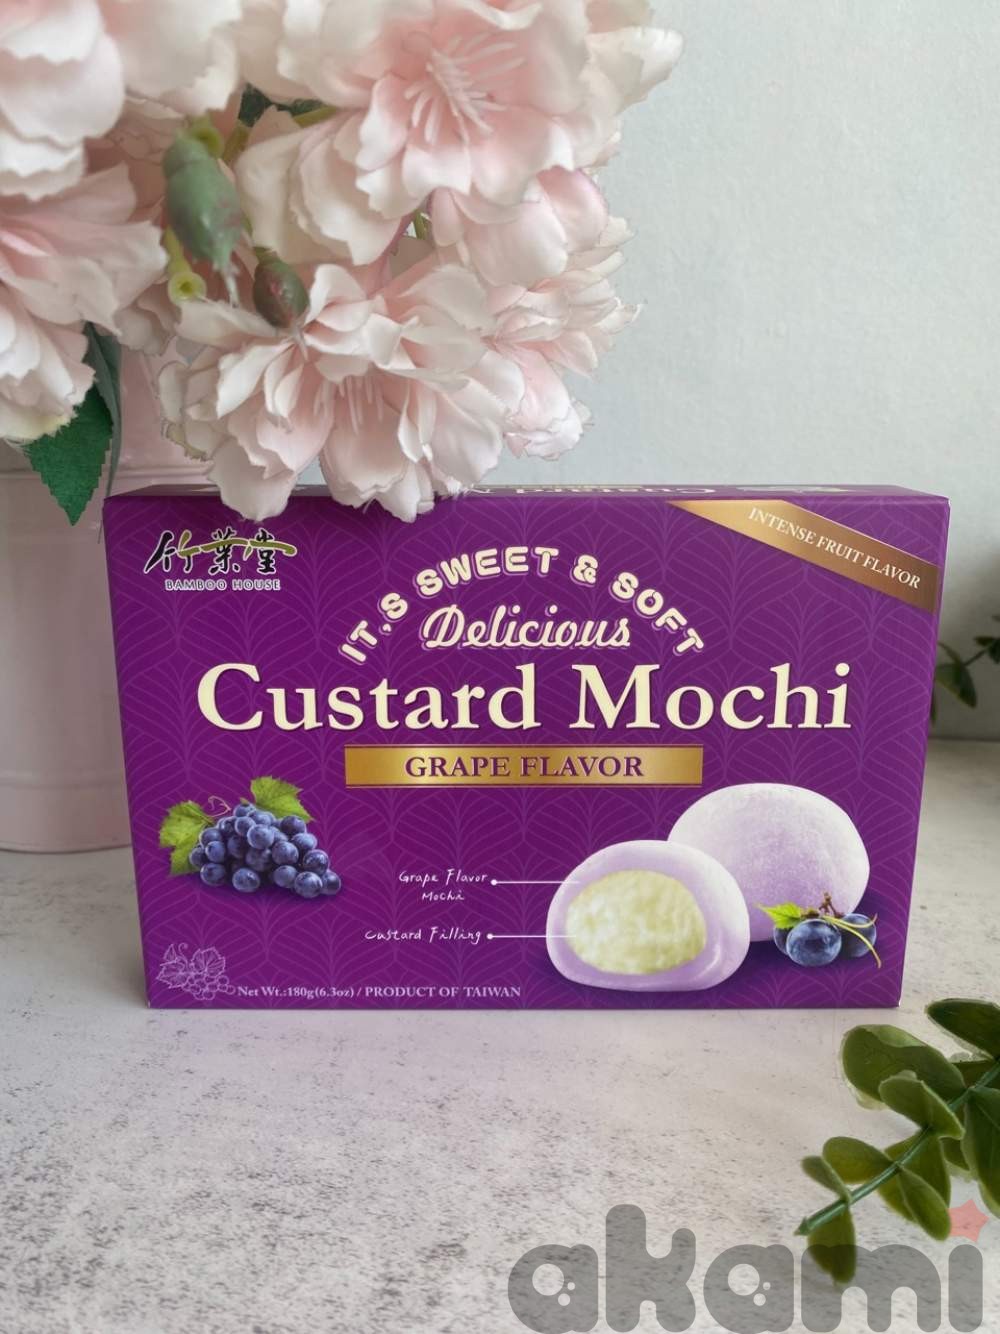 Custard M
竹葉堂
BAMBOO HOUSE
INTENSE FRUIT FLAVOR
IT'S SWEET & SOFT
Delicious
Custard Mochi
GRAPE FLAVOR
Grape Flavor
Mochi
Custard Filling
Net Wt.:180g(6.3oz) / PRODUCT OF TAIWAN
akami